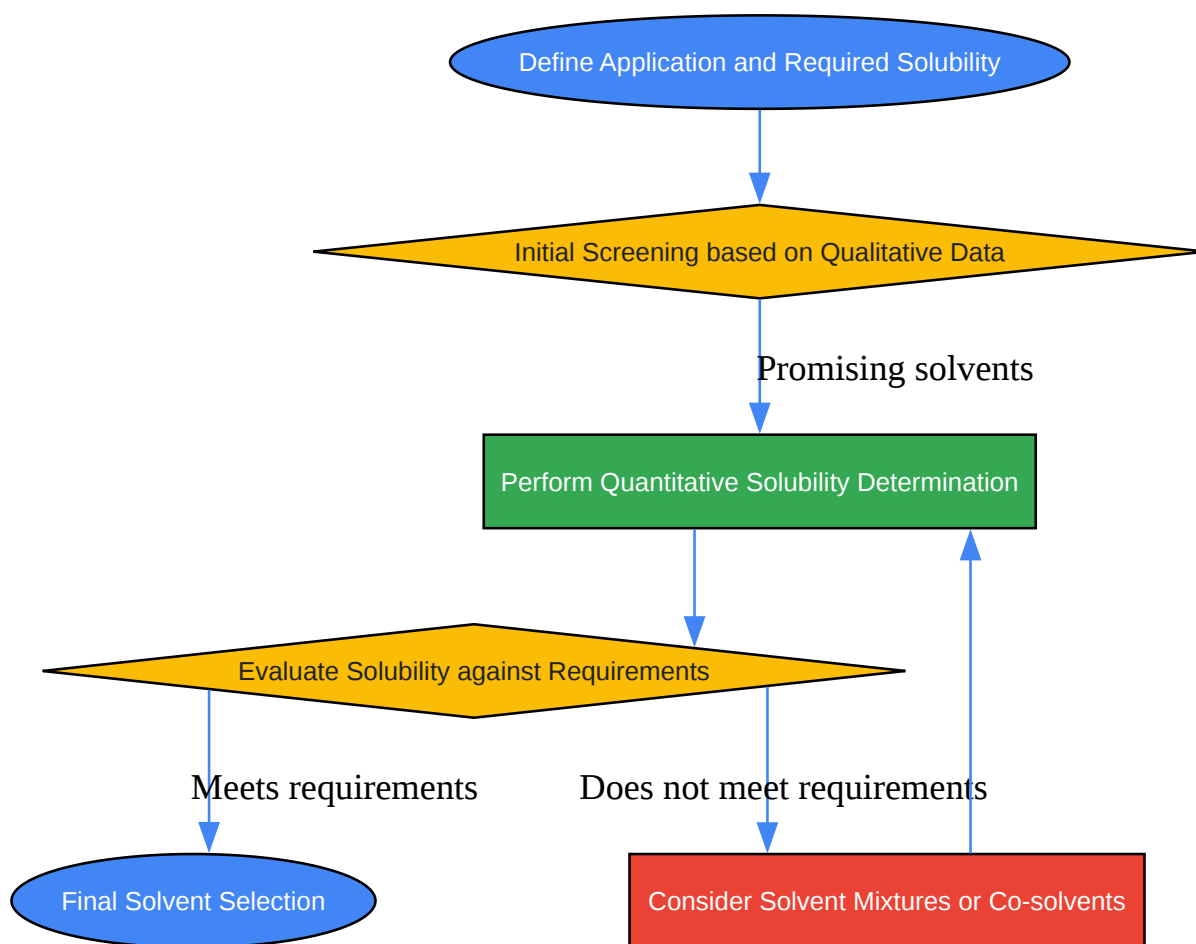 Define Application and Required Solubility
Initial Screening based on Qualitative Data
Promising solvents
Perform Quantitative Solubility Determination
Evaluate Solubility against Requirements
Meets requirements
Does not meet requirements
Final Solvent Selection
Consider Solvent Mixtures or Co-solvents